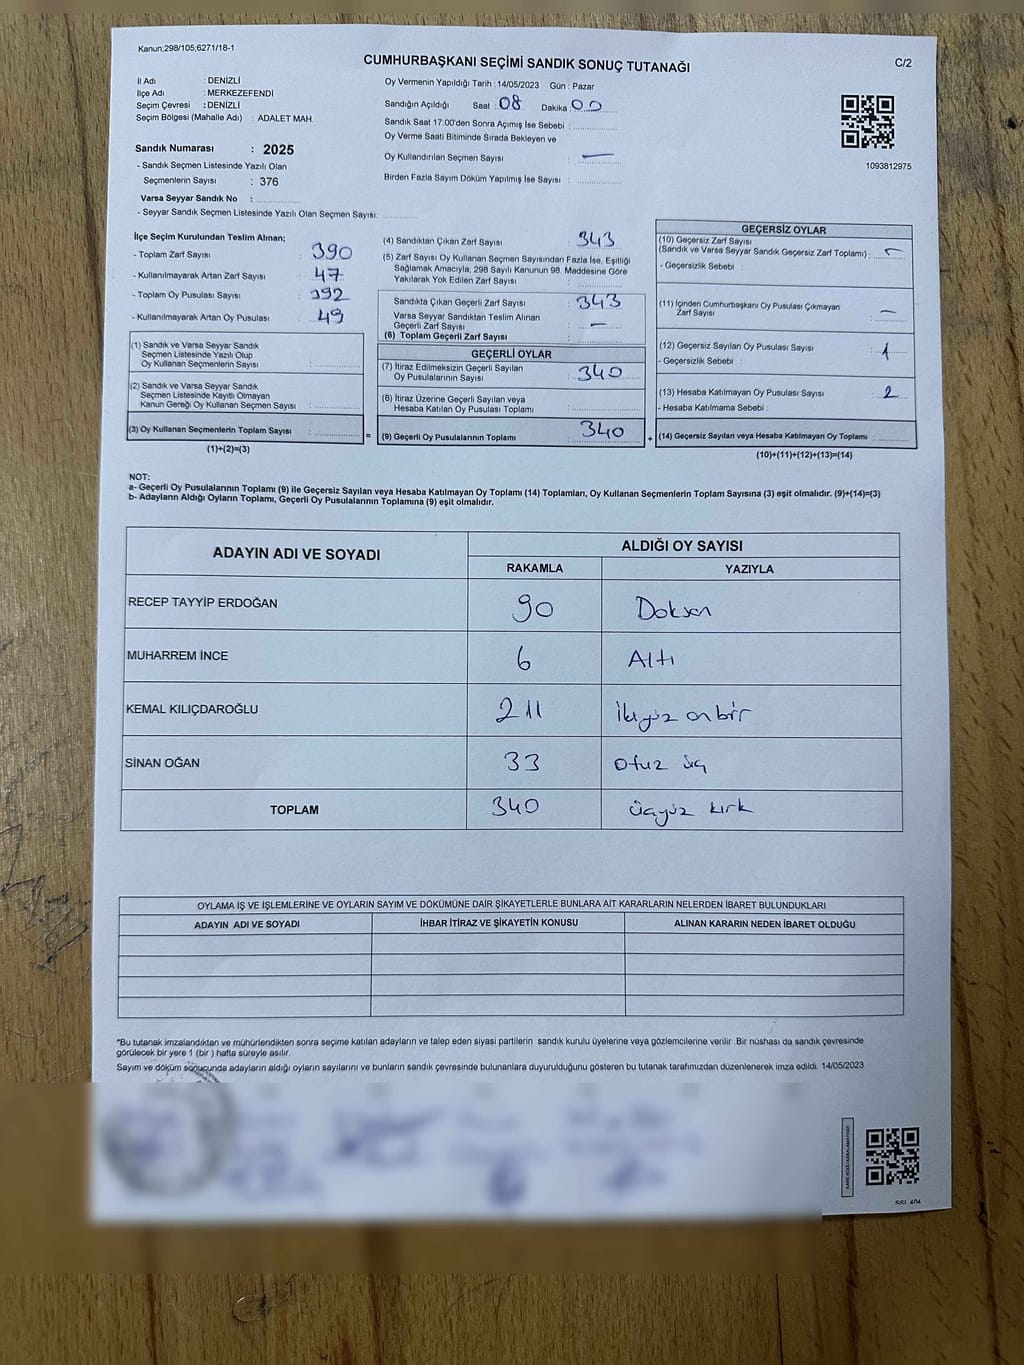 Kanun;298/105;6271/18-1
CUMHURBAŞKANI SEÇİMİ SANDIK SONUÇ TUTANAĞI
C/2
İl Adı : DENİZLİ
İlçe Adı : MERKEZEFENDİ
Seçim Çevresi : DENİZLİ
Seçim Bölgesi (Mahalle Adı) : ADALET MAH.
Oy Vermenin Yapıldığı Tarih : 14/05/2023 Gün : Pazar
Sandığın Açıldığı Saat : 08 Dakika : 00
Sandık Saat 17:00'den Sonra Açımış İse Sebebi :
Oy Verme Saati Bitiminde Sırada Bekleyen ve
Oy Kullandırılan Seçmen Sayısı : —
Birden Fazla Sayım Döküm Yapılmış İse Sayısı :
1093812975
Sandık Numarası : 2025
- Sandık Seçmen Listesinde Yazılı Olan
Seçmenlerin Sayısı : 376
Varsa Seyyar Sandık No :
- Seyyar Sandık Seçmen Listesinde Yazılı Olan Seçmen Sayısı:
İlçe Seçim Kurulundan Teslim Alınan;
- Toplam Zarf Sayısı : 390
- Kullanılmayarak Artan Zarf Sayısı : 47
- Toplam Oy Pusulası Sayısı : 392
- Kullanılmayarak Artan Oy Pusulası : 49
(1) Sandık ve Varsa Seyyar Sandık
Seçmen Listesinde Yazılı Olup
Oy Kullanan Seçmenlerin Sayısı :
(2) Sandık ve Varsa Seyyar Sandık
Seçmen Listesinde Kayıtlı Olmayan
Kanun Gereği Oy Kullanan Seçmen Sayısı :
(3) Oy Kullanan Seçmenlerin Toplam Sayısı :
(1)+(2)=(3)
(4) Sandıktan Çıkan Zarf Sayısı : 343
(5) Zarf Sayısı Oy Kullanan Seçmen Sayısından Fazla İse, Eşitliği
Sağlamak Amacıyla, 298 Sayılı Kanunun 98. Maddesine Göre
Yakılarak Yok Edilen Zarf Sayısı :
Sandıkta Çıkan Geçerli Zarf Sayısı : 343
Varsa Seyyar Sandıktan Teslim Alınan
Geçerli Zarf Sayısı : —
(6) Toplam Geçerli Zarf Sayısı :
GEÇERLİ OYLAR
(7) İtiraz Edilmeksizin Geçerli Sayılan
Oy Pusulalarının Sayısı : 340
(8) İtiraz Üzerine Geçerli Sayılan veya
Hesaba Katılan Oy Pusulası Toplamı :
= (9) Geçerli Oy Pusulalarının Toplamı : 340 +
GEÇERSİZ OYLAR
(10) Geçersiz Zarf Sayısı
(Sandık ve Varsa Seyyar Sandık Geçersiz Zarf Toplamı) : —
- Geçersizlik Sebebi :
(11) İçinden Cumhurbaşkanı Oy Pusulası Çıkmayan
Zarf Sayısı : —
(12) Geçersiz Sayılan Oy Pusulası Sayısı : 1
- Geçersizlik Sebebi :
(13) Hesaba Katılmayan Oy Pusulası Sayısı : 2
- Hesaba Katılmama Sebebi :
(14) Geçersiz Sayılan veya Hesaba Katılmayan Oy Toplamı :
(10)+(11)+(12)+(13)=(14)
NOT:
a- Geçerli Oy Pusulalarının Toplamı (9) ile Geçersiz Sayılan veya Hesaba Katılmayan Oy Toplamı (14) Toplamları, Oy Kullanan Seçmenlerin Toplam Sayısına (3) eşit olmalıdır. (9)+(14)=(3)
b- Adayların Aldığı Oyların Toplamı, Geçerli Oy Pusulalarının Toplamına (9) eşit olmalıdır.
ADAYIN ADI VE SOYADI
ALDIĞI OY SAYISI
RAKAMLA YAZIYLA
RECEP TAYYİP ERDOĞAN 90 Doksan
MUHARREM İNCE 6 Altı
KEMAL KILIÇDAROĞLU 211 İkiyüz onbir
SİNAN OĞAN 33 Otuz üç
TOPLAM 340 üçyüz kırk
OYLAMA İŞ VE İŞLEMLERİNE VE OYLARIN SAYIM VE DÖKÜMÜNE DAİR ŞİKAYETLERLE BUNLARA AİT KARARLARIN NELERDEN İBARET BULUNDUKLARI
ADAYIN ADI VE SOYADI İHBAR İTİRAZ VE ŞİKAYETİN KONUSU ALINAN KARARIN NEDEN İBARET OLDUĞU
*Bu tutanak imzalandıktan ve mühürlendikten sonra seçime katılan adayların ve talep eden siyasi partilerin sandık kurulu üyelerine veya gözlemcilerine verilir. Bir nüshası da sandık çevresinde
görülecek bir yere 1 (bir ) hafta süreyle asılır.
Sayım ve döküm sonucunda adayların aldığı oyların sayılarını ve bunların sandık çevresinde bulunanlara duyurulduğunu gösteren bu tutanak tarafımızdan düzenlenerek imza edildi. 14/05/2023